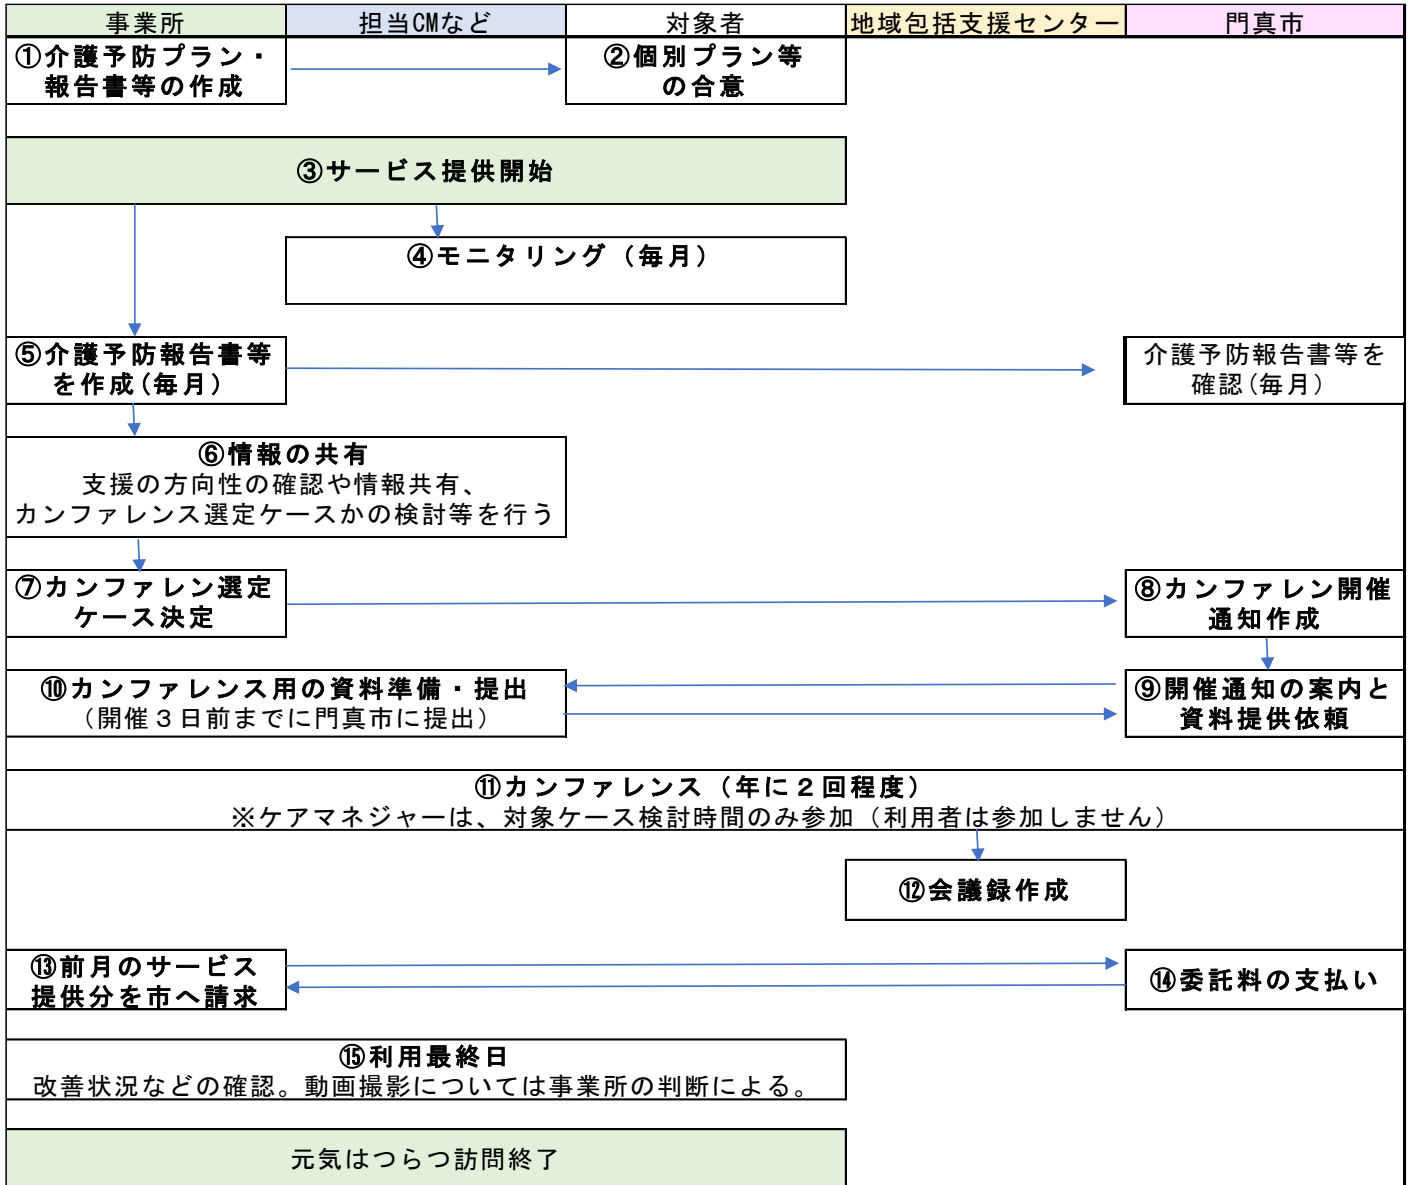 事業所 担当CMなど 対象者 地域包括支援センター 門真市
①介護予防プラン・
報告書等の作成
②個別プラン等
の合意
③サービス提供開始
④モニタリング（毎月）
⑤介護予防報告書等
を作成(毎月)
介護予防報告書等を
確認(毎月)
⑥情報の共有
支援の方向性の確認や情報共有、
カンファレンス選定ケースかの検討等を行う
⑦カンファレン選定
ケース決定
⑧カンファレン開催
通知作成
⑩カンファレンス用の資料準備・提出
（開催３日前までに門真市に提出）
⑨開催通知の案内と
資料提供依頼
⑪カンファレンス（年に２回程度）
※ケアマネジャーは、対象ケース検討時間のみ参加（利用者は参加しません）
⑫会議録作成
⑬前月のサービス
提供分を市へ請求
⑭委託料の支払い
⑮利用最終日
改善状況などの確認。動画撮影については事業所の判断による。
元気はつらつ訪問終了